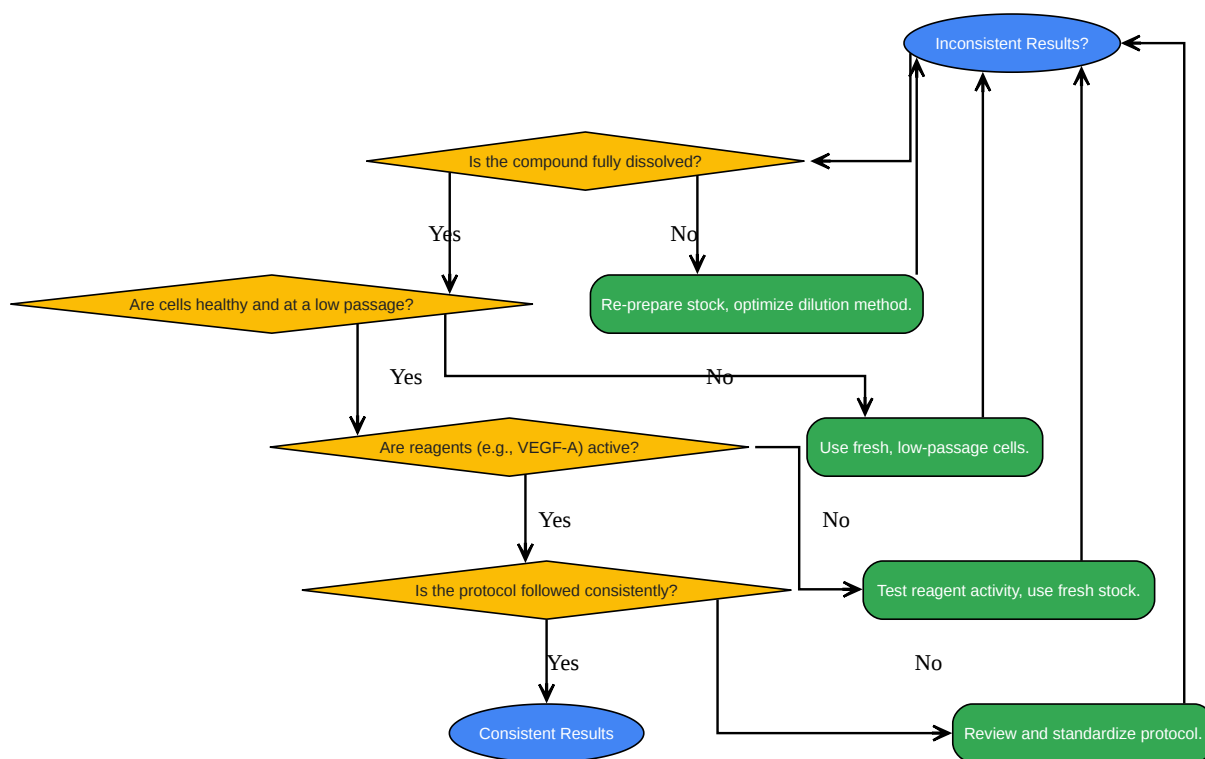 Inconsistent Results?
Is the compound fully dissolved?
Yes
No
Are cells healthy and at a low passage?
Re-prepare stock, optimize dilution method.
Yes
No
Are reagents (e.g., VEGF-A) active?
Use fresh, low-passage cells.
Yes
No
Is the protocol followed consistently?
Test reagent activity, use fresh stock.
Yes
No
Consistent Results
Review and standardize protocol.